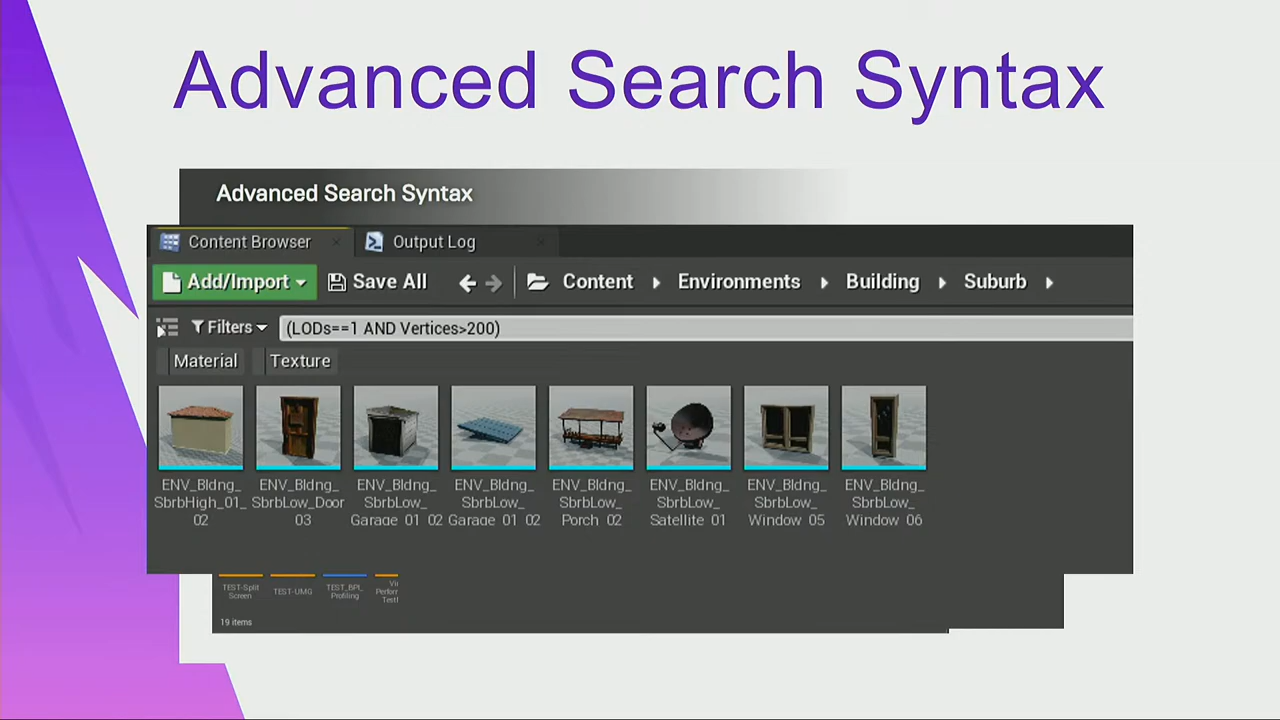 Advanced Search Syntax
Advanced Search Syntax
Content Browser
Output Log
Add/Import
Save All
Content
Environments
Building
Suburb
Filters
(LODs==1 AND Vertices>200)
Material
Texture
ENV_Bldng_
SbrbHigh_01_
02
ENV_Bldng_
SbrbLow_Door
03
ENV_Bldng_
SbrbLow_
Garage_01_02
ENV_Bldng_
SbrbLow_
Garage_01_02
ENV_Bldng_
SbrbLow_
Porch_02
ENV_Bldng_
SbrbLow_
Satellite_01
ENV_Bldng_
SbrbLow_
Window_05
ENV_Bldng_
SbrbLow_
Window_06
TEST-Split
Screen
TEST-UMG
TEST_BPI_
Profiling
19 items